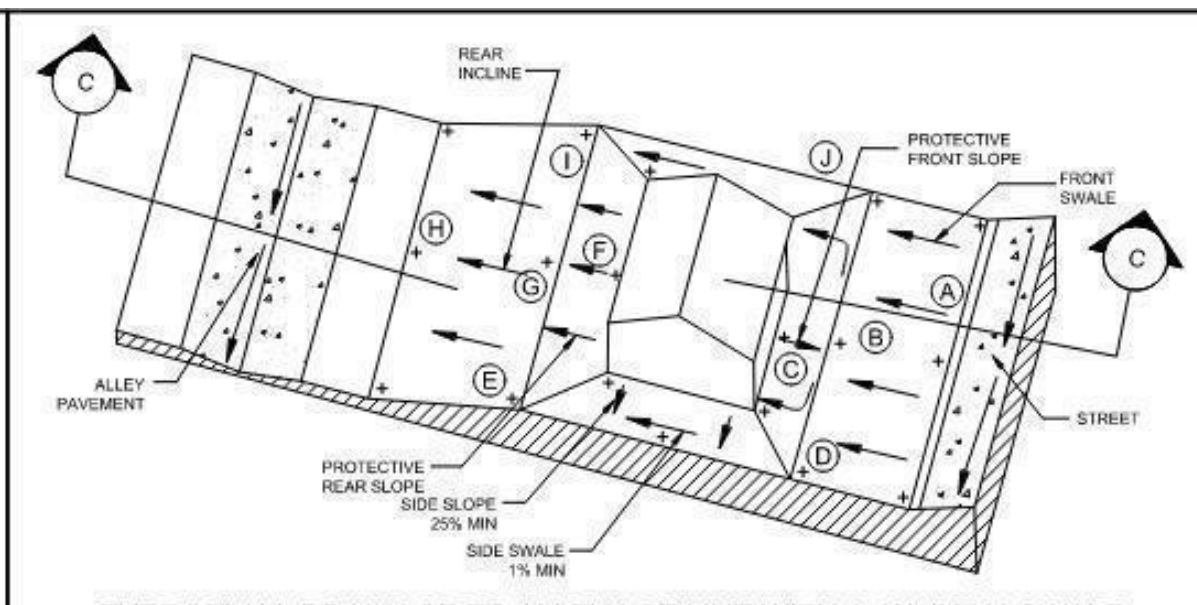 REAR
INCLINE
C
PROTECTIVE
FRONT SLOPE
J
I
FRONT
SWALE
H
F
G
A
C
B
C
E
D
ALLEY
PAVEMENT
STREET
PROTECTIVE
REAR SLOPE
SIDE SLOPE
25% MIN
SIDE SWALE
1% MIN